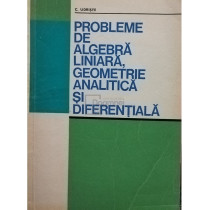 C. UDRIȘTE
PROBLEME
DE
ALGEBRĂ
LINIARĂ,
GEOMETRIE
ANALITICĂ
ȘI
DIFERENȚIALĂ